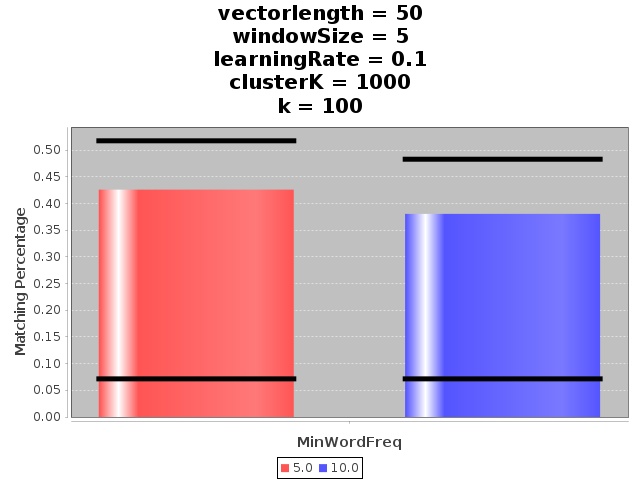 vectorlength = 50
windowSize = 5
learningRate = 0.1
clusterK = 1000
k = 100
Matching Percentage
0.50
0.45
0.40
0.35
0.30
0.25
0.20
0.15
0.10
0.05
0.00
MinWordFreq
5.0 10.0